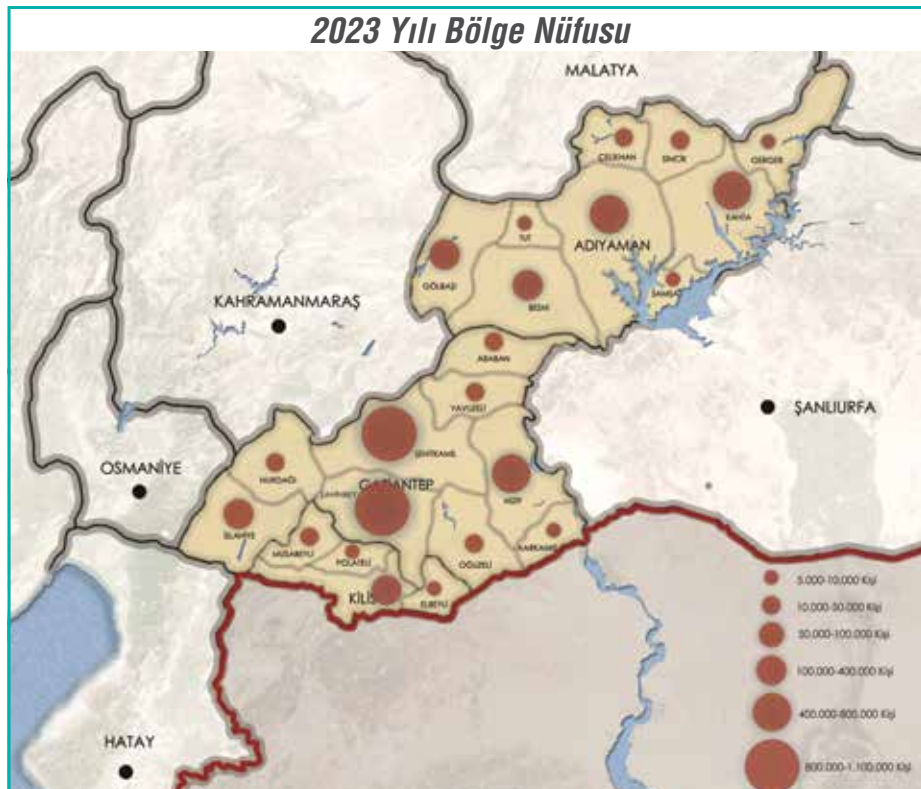 2023 Yılı Bölge Nüfusu
MALATYA
ÇELİKHAN
SİNCİK
GERGER
KAHTA
TUT
ADIYAMAN
GÖLBAŞI
BESNİ
SAMSAT
KAHRAMANMARAŞ
ARABAN
YAVUZELİ
ŞANLIURFA
ŞEHİTKAMİL
OSMANİYE
NURDAĞI
ŞAHİNBEY
GAZİANTEP
NİZİP
İSLAHİYE
MUSABEYLİ
POLATELİ
OĞUZELİ
KARKAMIŞ
KİLİS
ELBEYLİ
HATAY
5.000-10.000 Kişi
10.000-50.000 Kişi
50.000-100.000 Kişi
100.000-400.000 Kişi
400.000-800.000 Kişi
800.000-1.100.000 Kişi